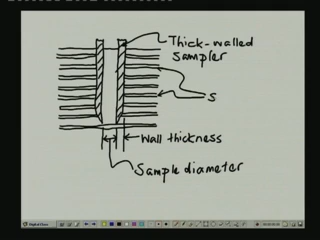 Thick-walled
sampler
S
Wall thickness
Sample diameter